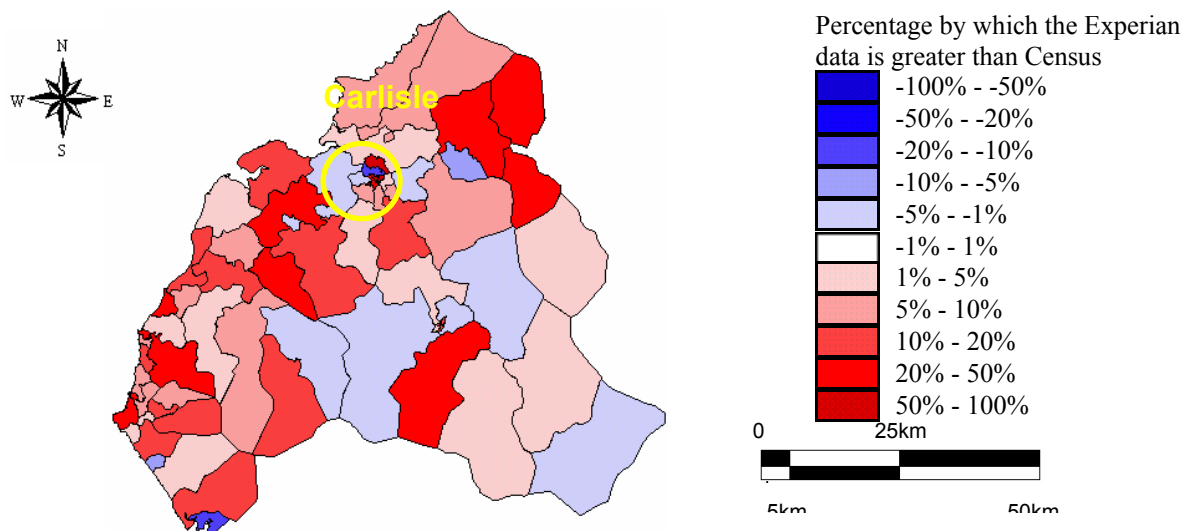 N
W E
S
Carlisle
Percentage by which the Experian
data is greater than Census
-100% - -50%
-50% - -20%
-20% - -10%
-10% - -5%
-5% - -1%
-1% - 1%
1% - 5%
5% - 10%
10% - 20%
20% - 50%
50% - 100%
0 25km
5km 50km